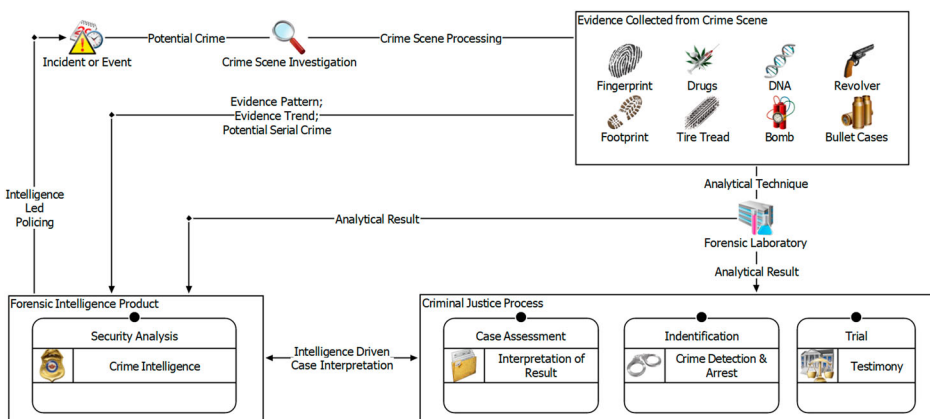 Evidence Collected from Crime Scene
Potential Crime
Crime Scene Processing
Incident or Event
Crime Scene Investigation
Fingerprint
Drugs
DNA
Revolver
Footprint
Tire Tread
Bomb
Bullet Cases
Evidence Pattern;
Evidence Trend;
Potential Serial Crime
Intelligence
Led
Policing
Analytical Technique
Analytical Result
Forensic Laboratory
Analytical Result
Forensic Intelligence Product
Security Analysis
Crime Intelligence
Intelligence Driven
Case Interpretation
Criminal Justice Process
Case Assessment
Interpretation of
Result
Indentification
Crime Detection &
Arrest
Trial
Testimony